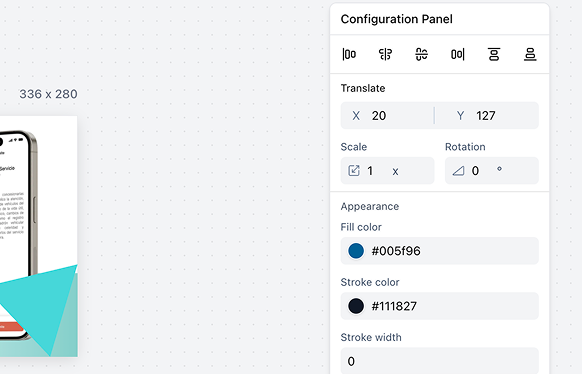 Configuration Panel
336 x 280
Translate
X 20 Y 127
Scale Rotation
1 x 0 °
Servicio
Appearance
Fill color
#005f96
Stroke color
#111827
Stroke width
0